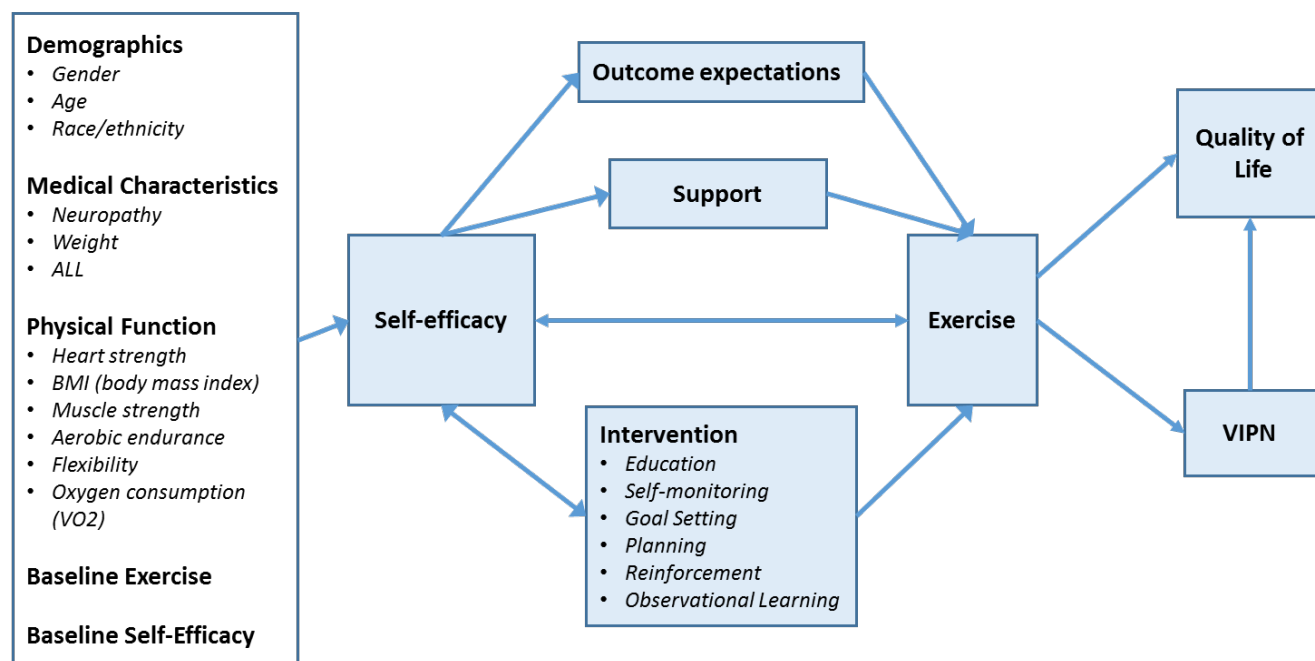 Demographics
• Gender
• Age
• Race/ethnicity
Medical Characteristics
• Neuropathy
• Weight
• ALL
Physical Function
• Heart strength
• BMI (body mass index)
• Muscle strength
• Aerobic endurance
• Flexibility
• Oxygen consumption
(VO2)
Baseline Exercise
Baseline Self-Efficacy
Self-efficacy
Outcome expectations
Support
Intervention
• Education
• Self-monitoring
• Goal Setting
• Planning
• Reinforcement
• Observational Learning
Exercise
Quality of
Life
VIPN